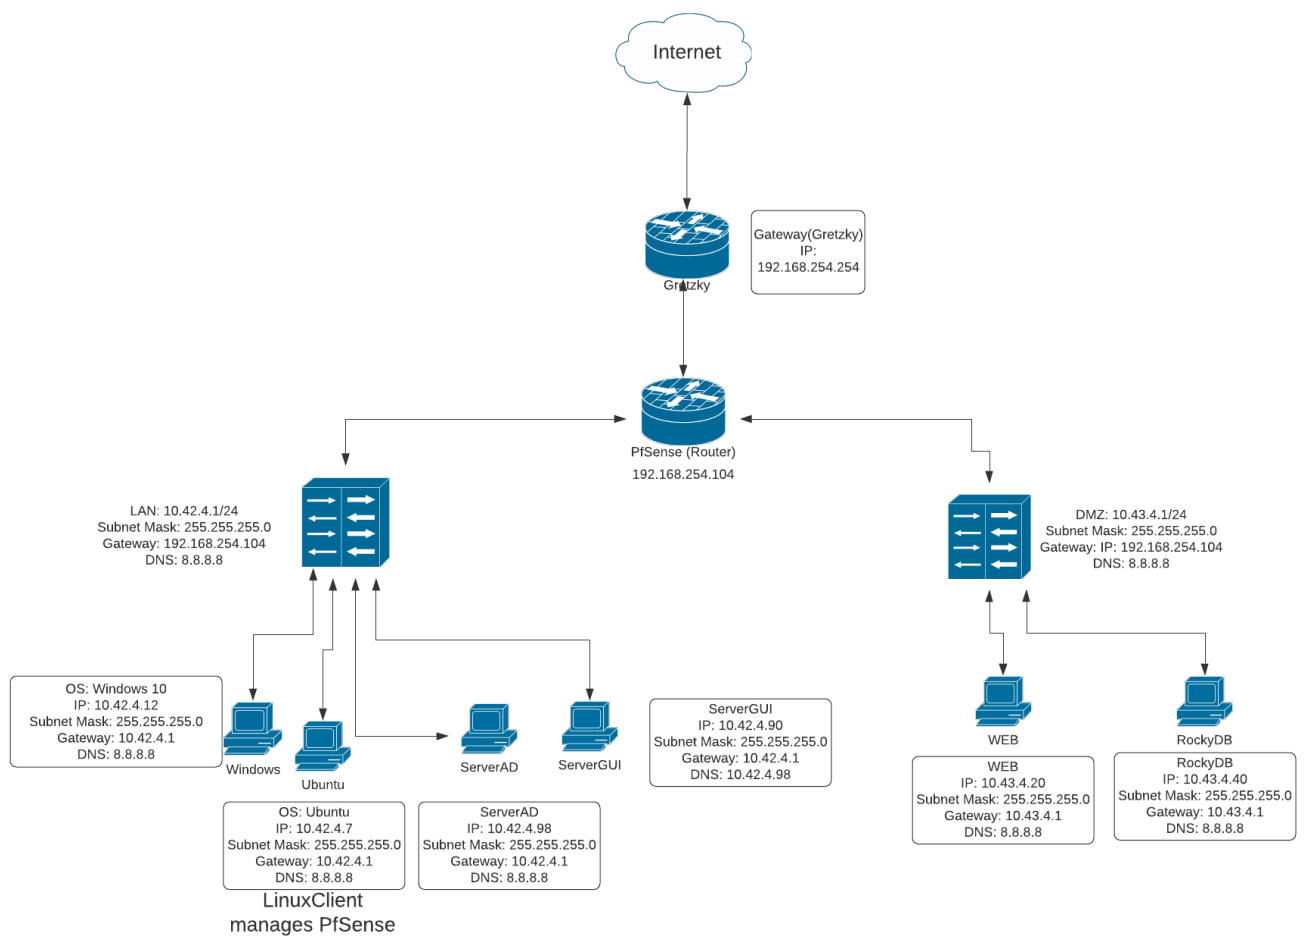 Internet
Gateway(Gretzky)
IP:
192.168.254.254
Gretzky
PfSense (Router)
192.168.254.104
LAN: 10.42.4.1/24
Subnet Mask: 255.255.255.0
Gateway: 192.168.254.104
DNS: 8.8.8.8
DMZ: 10.43.4.1/24
Subnet Mask: 255.255.255.0
Gateway: IP: 192.168.254.104
DNS: 8.8.8.8
OS: Windows 10
IP: 10.42.4.12
Subnet Mask: 255.255.255.0
Gateway: 10.42.4.1
DNS: 8.8.8.8
Windows
Ubuntu
ServerAD
ServerGUI
ServerGUI
IP: 10.42.4.90
Subnet Mask: 255.255.255.0
Gateway: 10.42.4.1
DNS: 10.42.4.98
WEB
RockyDB
WEB
IP: 10.43.4.20
Subnet Mask: 255.255.255.0
Gateway: 10.43.4.1
DNS: 8.8.8.8
RockyDB
IP: 10.43.4.40
Subnet Mask: 255.255.255.0
Gateway: 10.43.4.1
DNS: 8.8.8.8
OS: Ubuntu
IP: 10.42.4.7
Subnet Mask: 255.255.255.0
Gateway: 10.42.4.1
DNS: 8.8.8.8
ServerAD
IP: 10.42.4.98
Subnet Mask: 255.255.255.0
Gateway: 10.42.4.1
DNS: 8.8.8.8
LinuxClient
manages PfSense